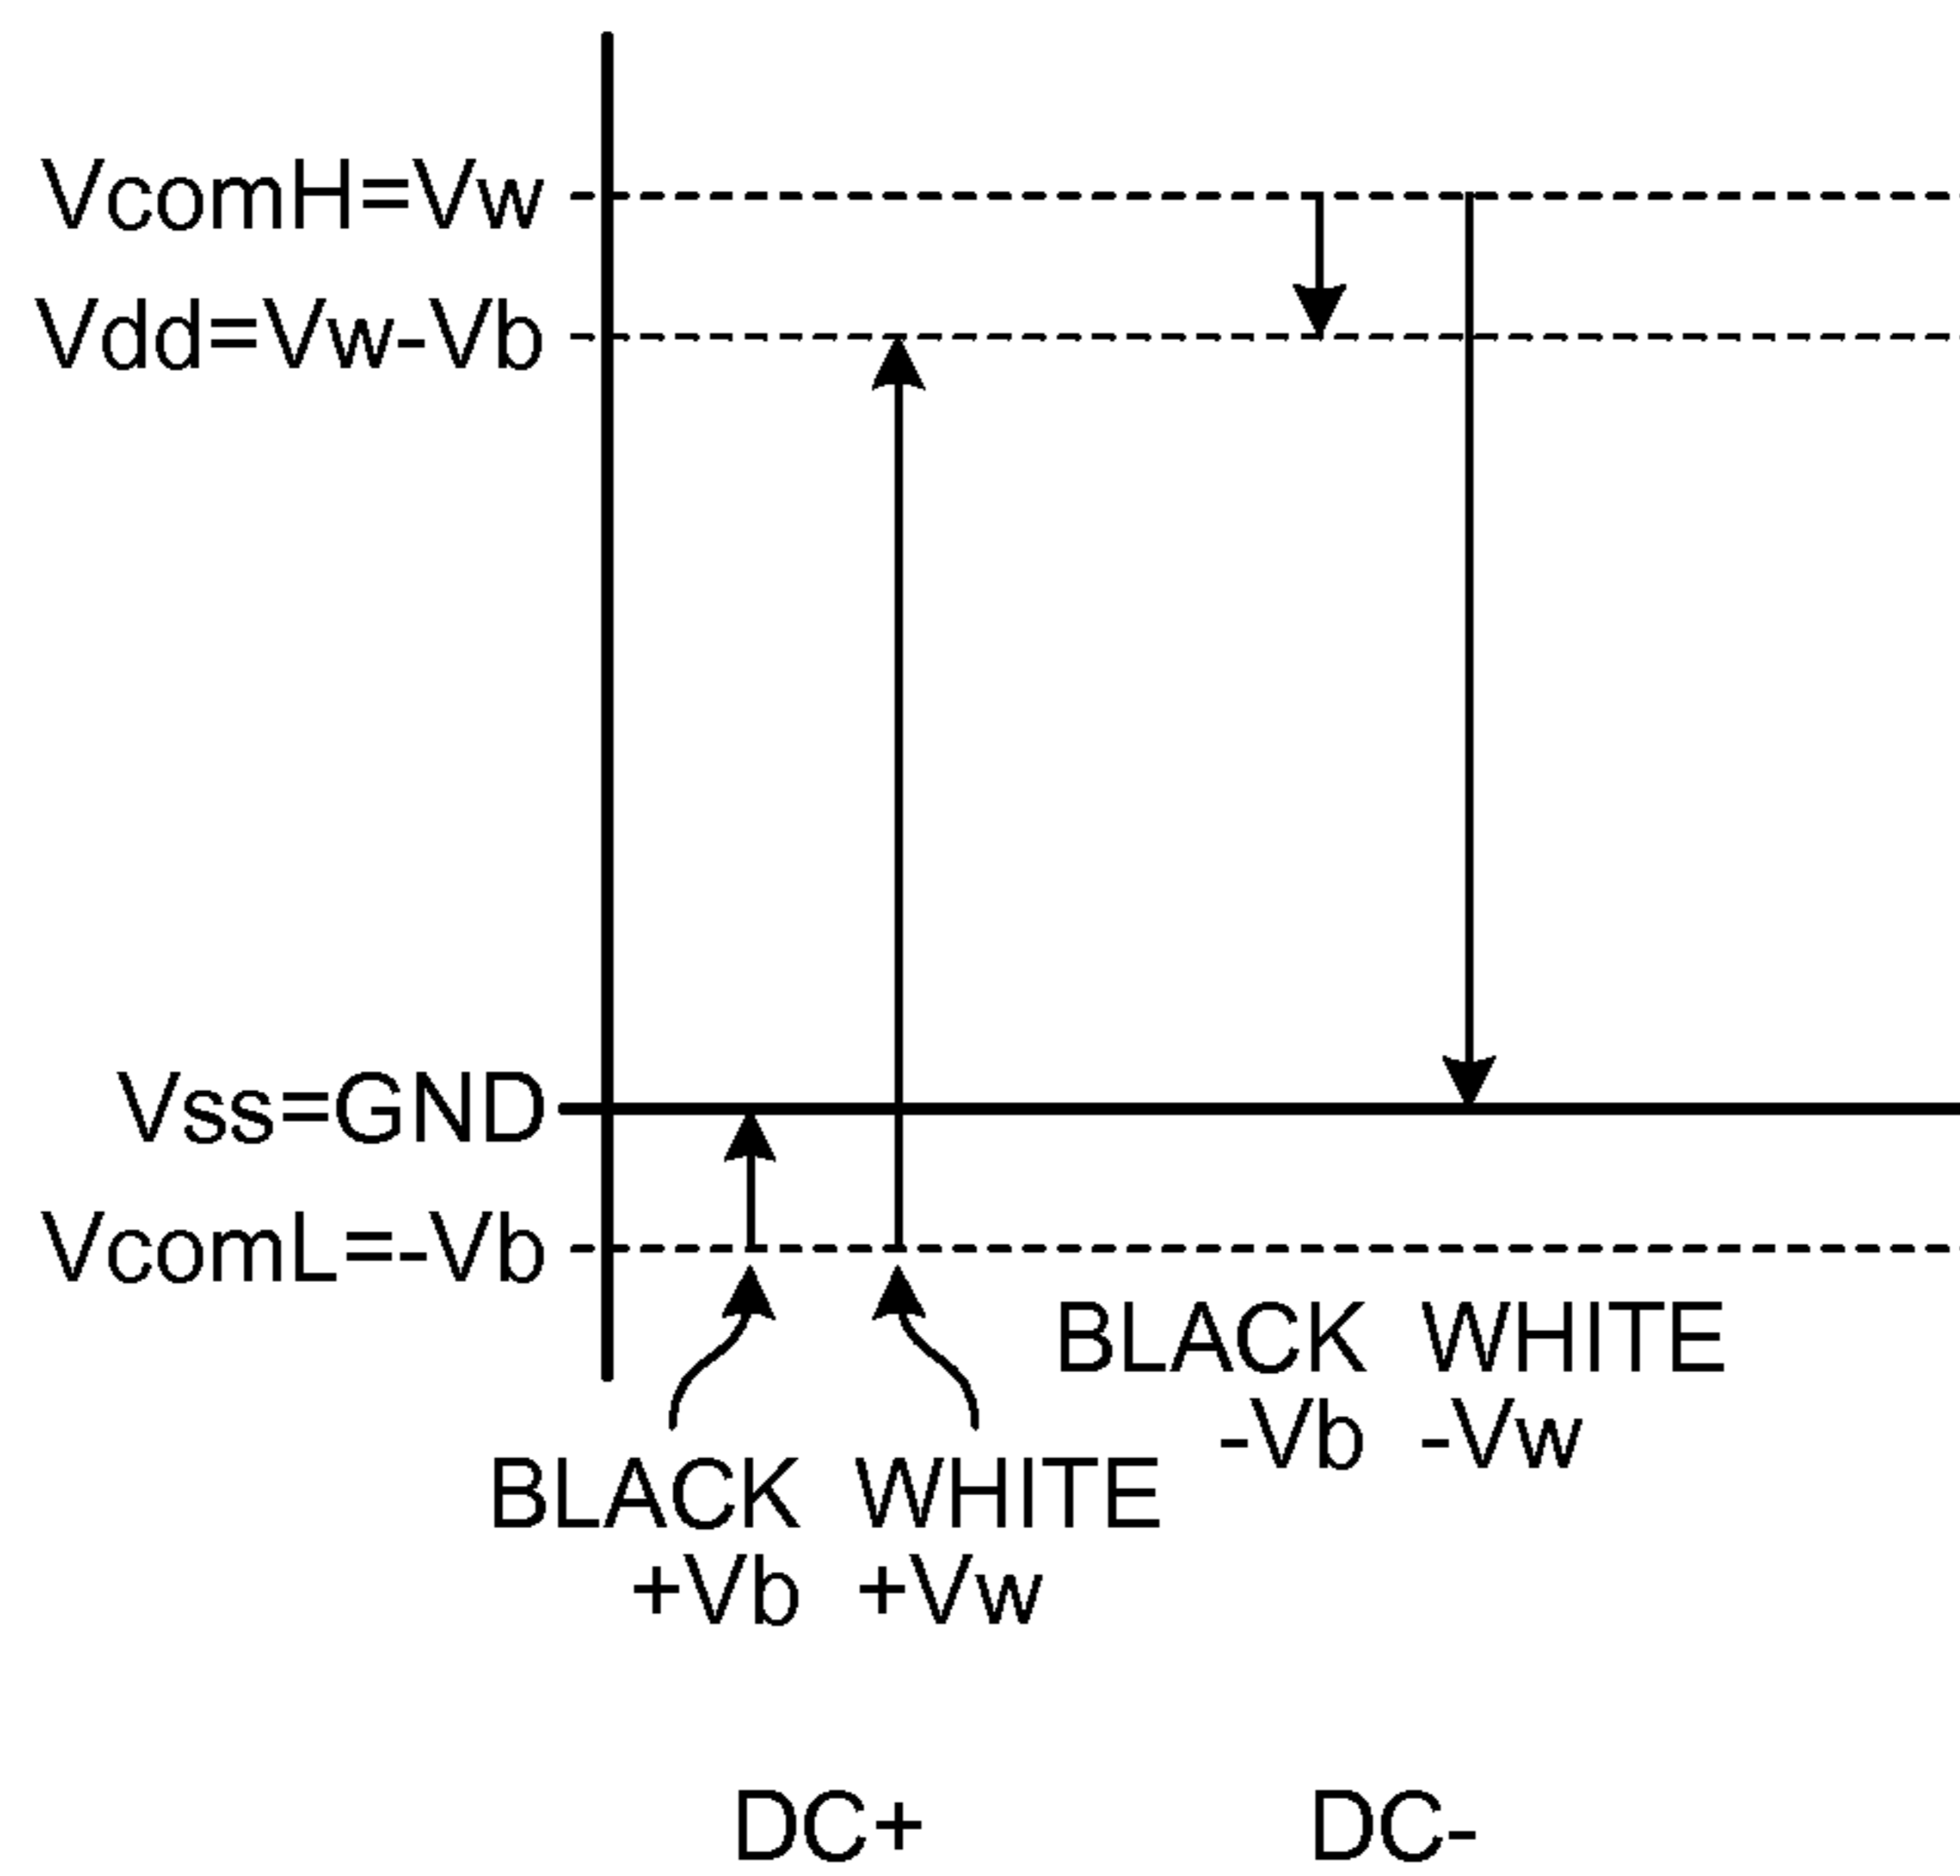 VcomH=Vw
Vdd=Vw-Vb
Vss=GND
VcomL=-Vb
BLACK WHITE
-Vb -Vw
BLACK WHITE
+Vb +Vw
DC+ DC-